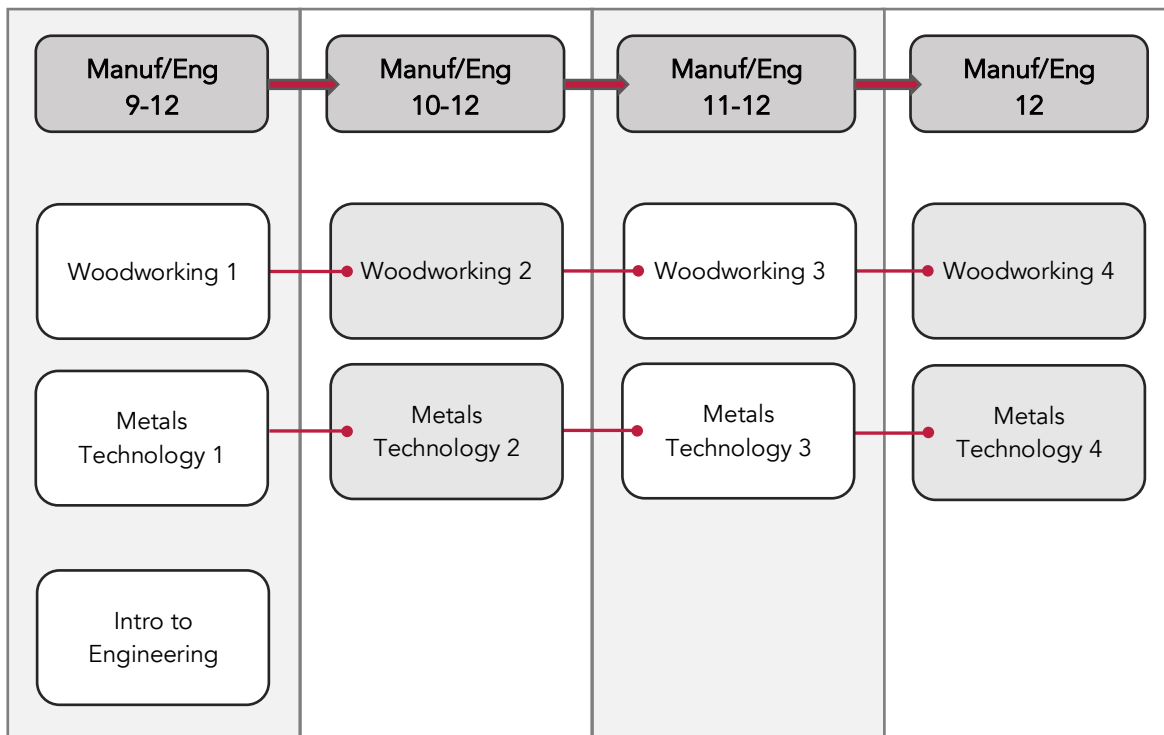 Manuf/Eng
9-12
Manuf/Eng
10-12
Manuf/Eng
11-12
Manuf/Eng
12
Woodworking 1
Woodworking 2
Woodworking 3
Woodworking 4
Metals
Technology 1
Metals
Technology 2
Metals
Technology 3
Metals
Technology 4
Intro to
Engineering